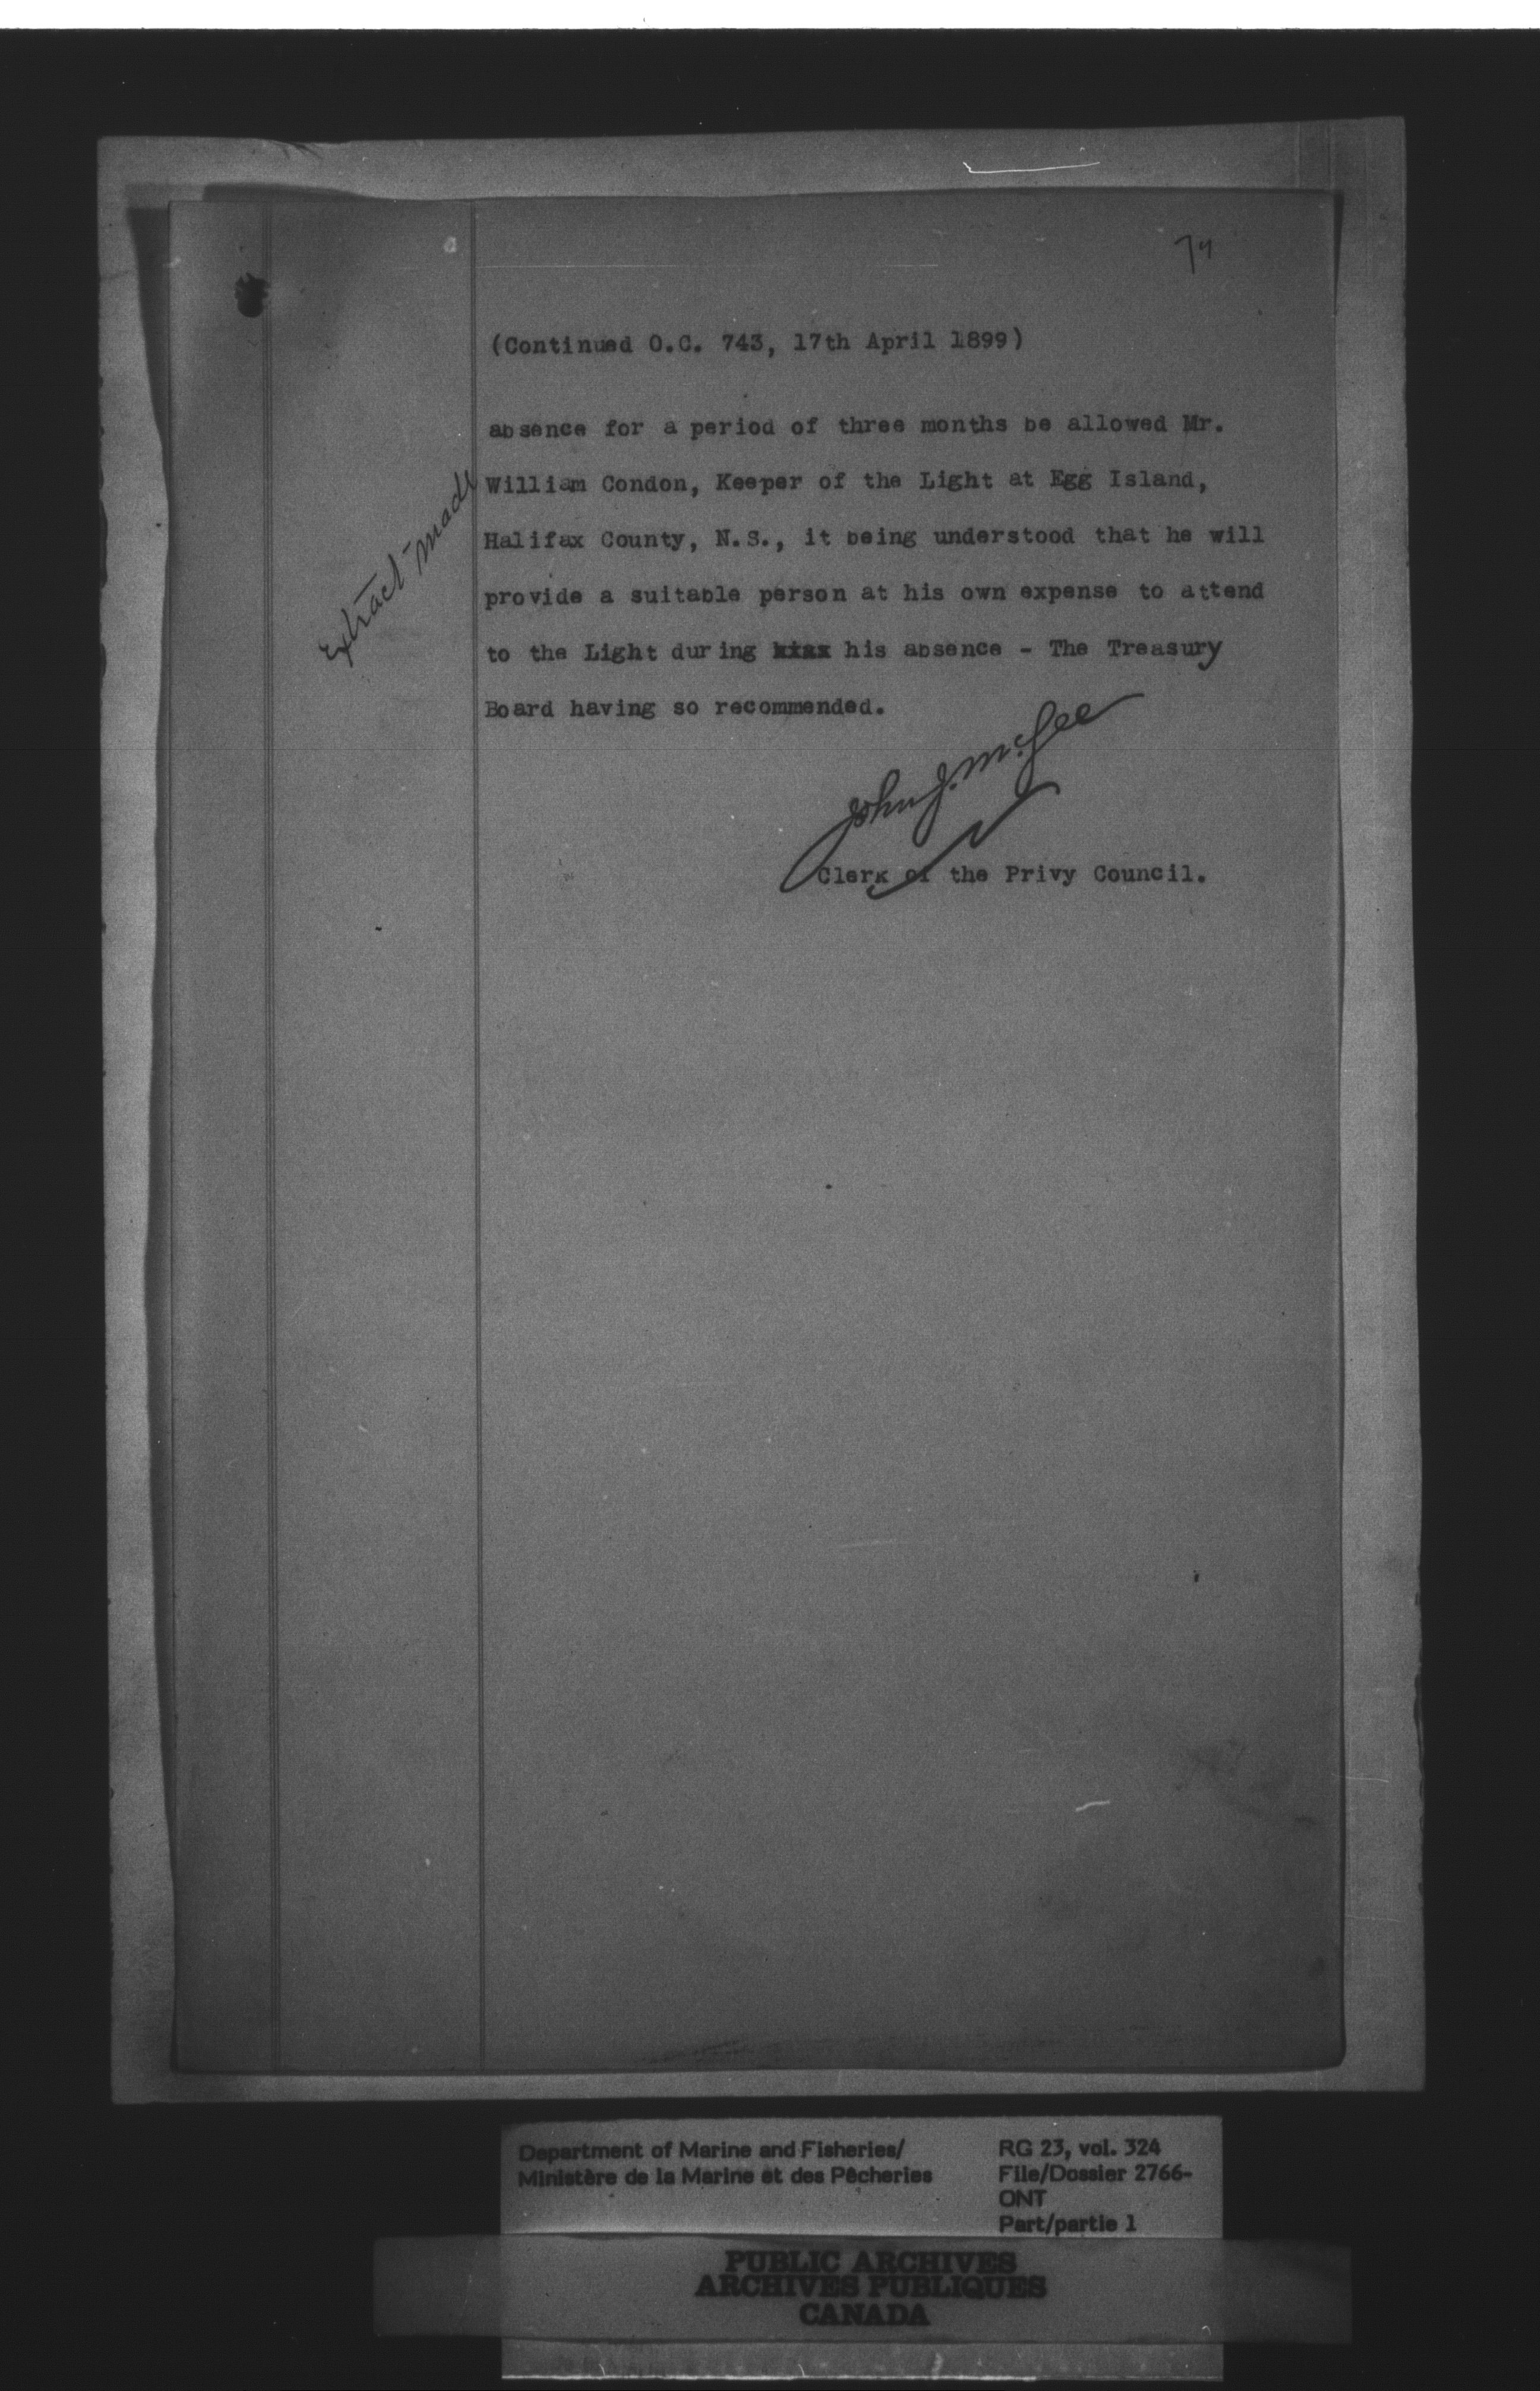 (Continued O.C. 743, 17th April 1899)
absence for a period of three months be allowed Mr.
William Condon, Keeper of the Light at Egg Island,
Halifax County, N.S., it being understood that he will
provide a suitable person at his own expense to attend
to the Light during his absence - The Treasury
Board having so recommended.
Extract made
John J. McGee
Clerk of the Privy Council.
Department of Marine and Fisheries/
Ministère de la Marine et des Pêcheries
RG 23, vol. 324
File/Dossier 2766-
ONT
Part/partie 1
PUBLIC ARCHIVES
ARCHIVES PUBLIQUES
CANADA